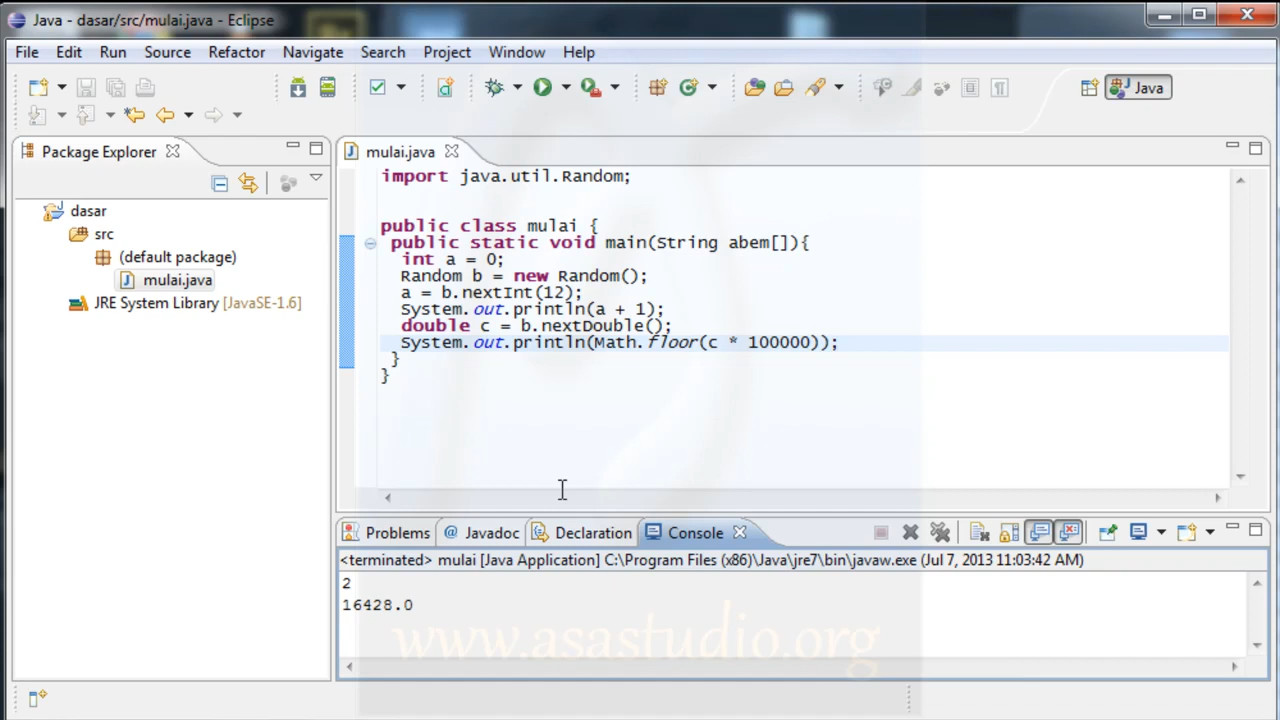 Java - dasar/src/mulai.java - Eclipse
File Edit Run Source Refactor Navigate Search Project Window Help
Java
Package Explorer
mulai.java
dasar
src
(default package)
mulai.java
JRE System Library [JavaSE-1.6]
import java.util.Random;
public class mulai {
public static void main(String abem[]){
int a = 0;
Random b = new Random();
a = b.nextInt(12);
System.out.println(a + 1);
double c = b.nextDouble();
System.out.println(Math.floor(c * 100000));
}
}
Problems @ Javadoc Declaration Console
<terminated> mulai [Java Application] C:\Program Files (x86)\Java\jre7\bin\javaw.exe (Jul 7, 2013 11:03:42 AM)
2
16428.0
www.asastudio.org